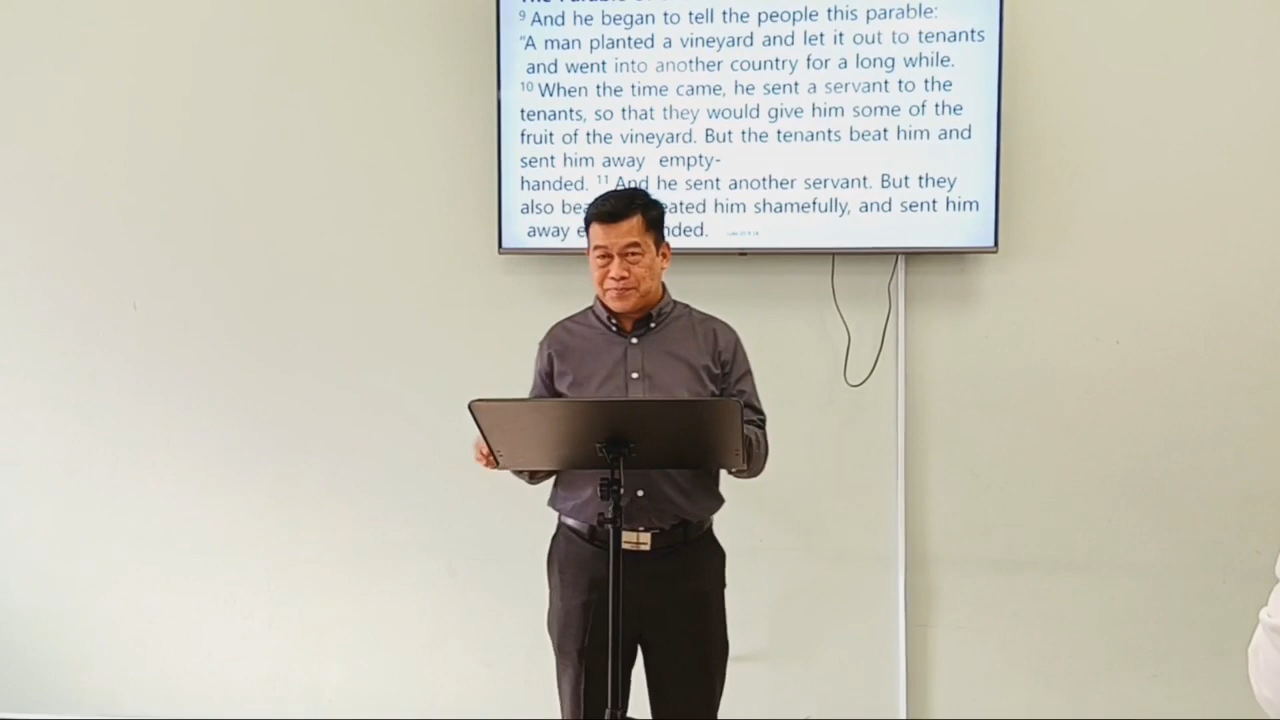 ⁹ And he began to tell the people this parable:
“A man planted a vineyard and let it out to tenants
and went into another country for a long while.
¹⁰ When the time came, he sent a servant to the
tenants, so that they would give him some of the
fruit of the vineyard. But the tenants beat him and
sent him away empty-
handed. ¹¹ And he sent another servant. But they
also him shamefully, and sent him
away